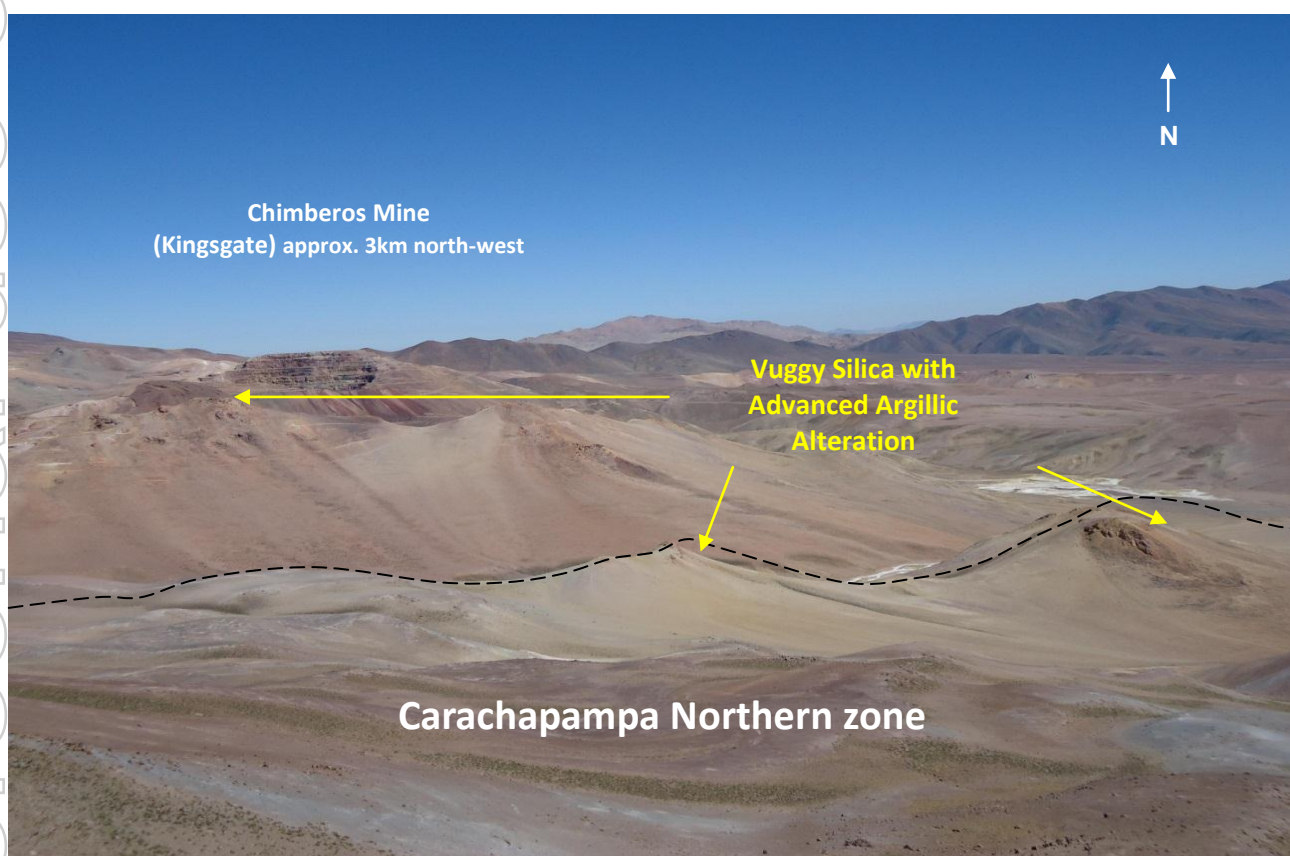 N
Chimberos Mine
(Kingsgate) approx. 3km north-west
Vuggy Silica with
Advanced Argillic
Alteration
Carachapampa Northern zone